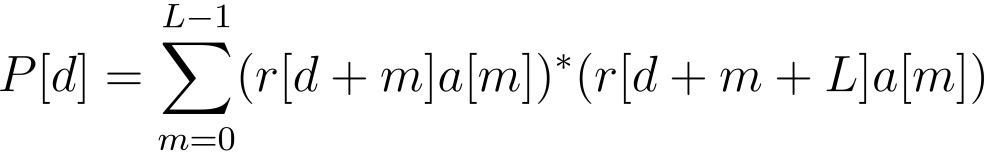 P[d] = \sum_{m=0}^{L-1} (r[d + m]a[m])^{*}(r[d + m + L]a[m])